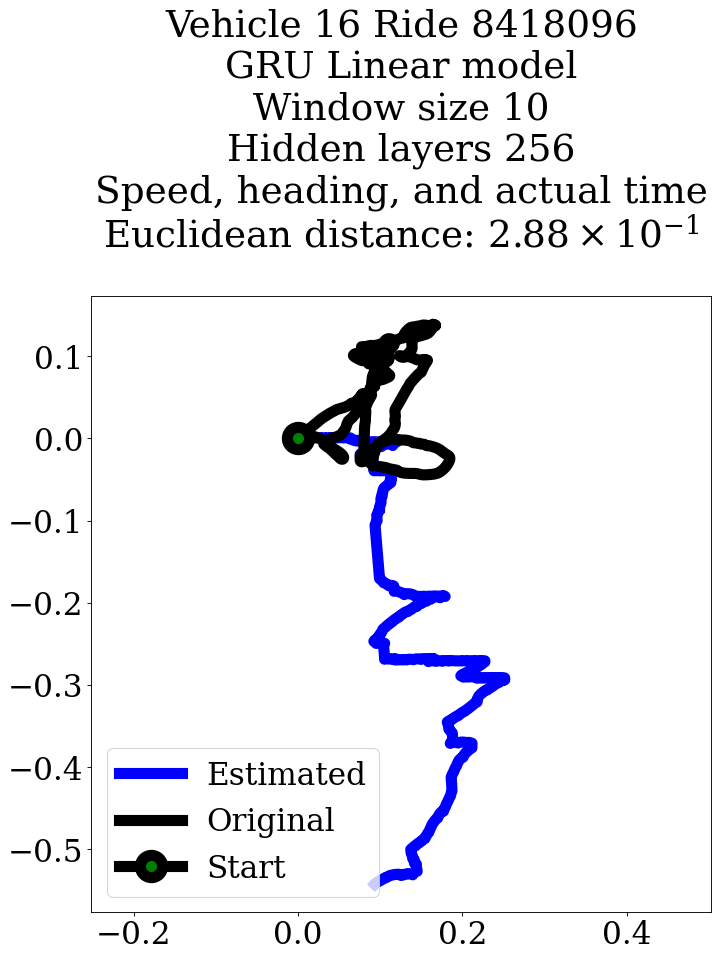 Vehicle 16 Ride 8418096
GRU Linear model
Window size 10
Hidden layers 256
Speed, heading, and actual time
Euclidean distance: 2.88 × 10⁻¹
0.1
0.0
−0.1
−0.2
−0.3
−0.4
−0.5
Estimated
Original
Start
−0.2 0.0 0.2 0.4